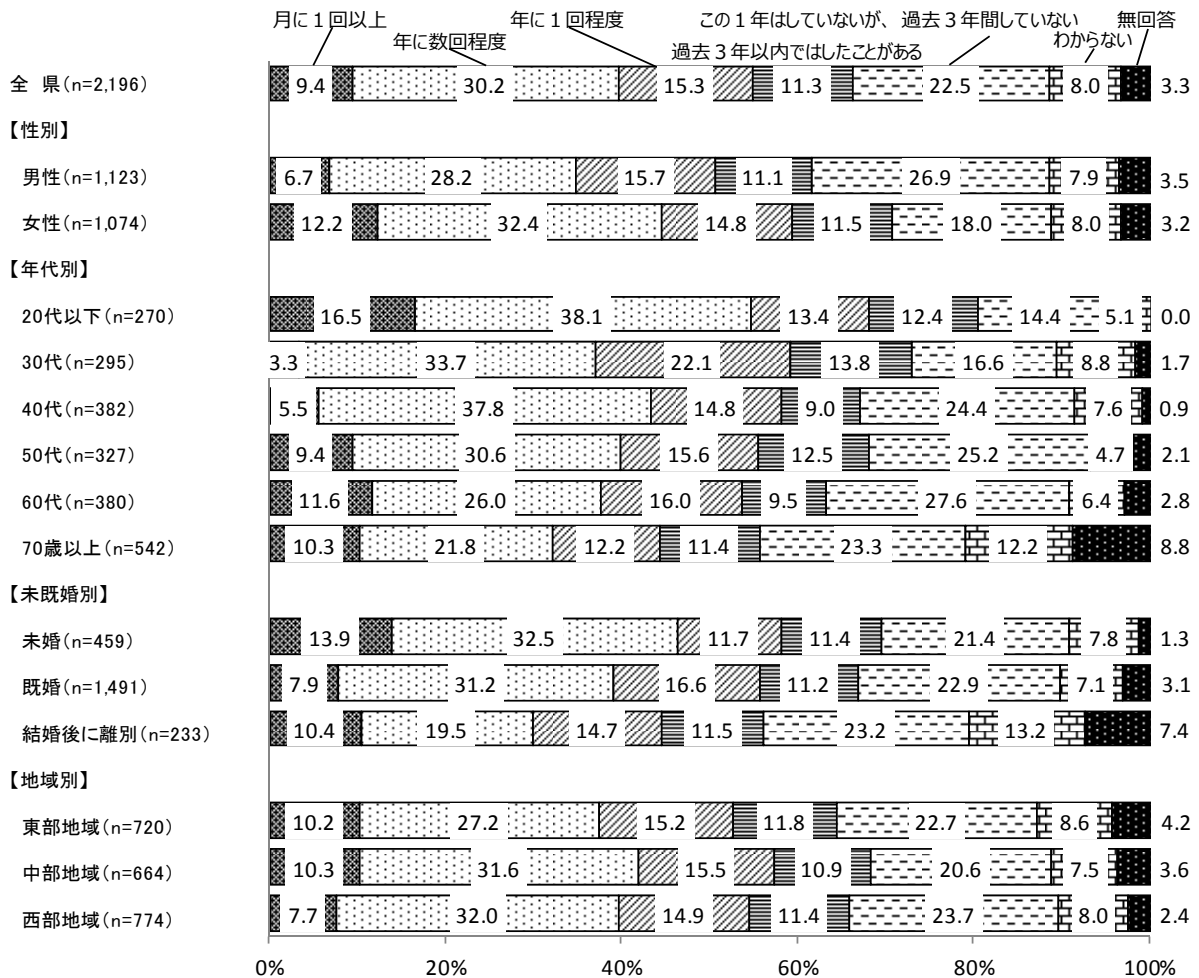 月に１回以上
年に数回程度
年に１回程度
この１年はしていないが、
過去３年以内ではしたことがある
過去３年間していない
わからない
無回答
全　県（n=2,196） 9.4 30.2 15.3 11.3 22.5 8.0 3.3
【性別】
男性（n=1,123） 6.7 28.2 15.7 11.1 26.9 7.9 3.5
女性（n=1,074） 12.2 32.4 14.8 11.5 18.0 8.0 3.2
【年代別】
20代以下（n=270） 16.5 38.1 13.4 12.4 14.4 5.1 0.0
30代（n=295） 3.3 33.7 22.1 13.8 16.6 8.8 1.7
40代（n=382） 5.5 37.8 14.8 9.0 24.4 7.6 0.9
50代（n=327） 9.4 30.6 15.6 12.5 25.2 4.7 2.1
60代（n=380） 11.6 26.0 16.0 9.5 27.6 6.4 2.8
70歳以上（n=542） 10.3 21.8 12.2 11.4 23.3 12.2 8.8
【未既婚別】
未婚（n=459） 13.9 32.5 11.7 11.4 21.4 7.8 1.3
既婚（n=1,491） 7.9 31.2 16.6 11.2 22.9 7.1 3.1
結婚後に離別（n=233） 10.4 19.5 14.7 11.5 23.2 13.2 7.4
【地域別】
東部地域（n=720） 10.2 27.2 15.2 11.8 22.7 8.6 4.2
中部地域（n=664） 10.3 31.6 15.5 10.9 20.6 7.5 3.6
西部地域（n=774） 7.7 32.0 14.9 11.4 23.7 8.0 2.4
0% 20% 40% 60% 80% 100%